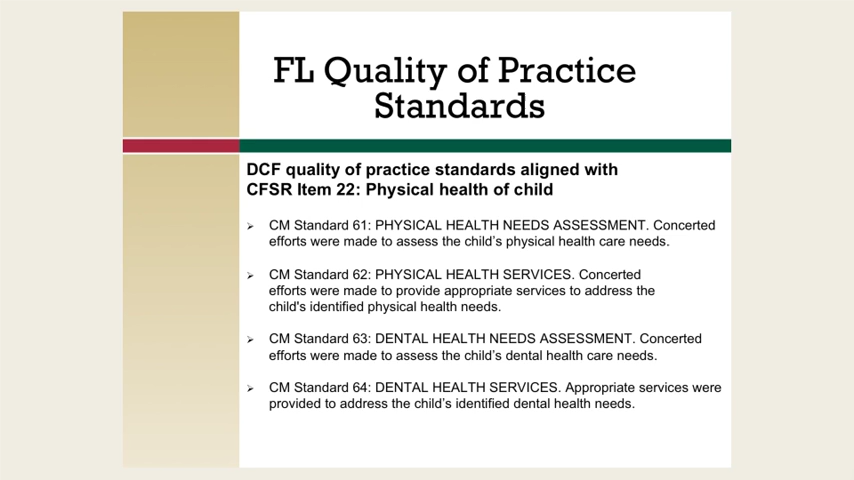 FL Quality of Practice
Standards
DCF quality of practice standards aligned with
CFSR Item 22: Physical health of child
➢ CM Standard 61: PHYSICAL HEALTH NEEDS ASSESSMENT. Concerted
efforts were made to assess the child’s physical health care needs.
➢ CM Standard 62: PHYSICAL HEALTH SERVICES. Concerted
efforts were made to provide appropriate services to address the
child's identified physical health needs.
➢ CM Standard 63: DENTAL HEALTH NEEDS ASSESSMENT. Concerted
efforts were made to assess the child’s dental health care needs.
➢ CM Standard 64: DENTAL HEALTH SERVICES. Appropriate services were
provided to address the child’s identified dental health needs.